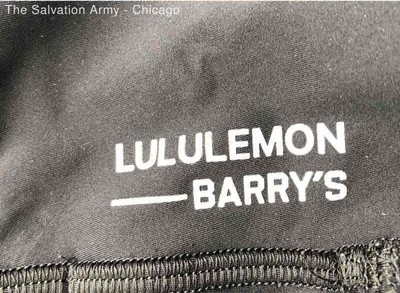 The Salvation Army - Chicago
LULULEMON
BARRY'S